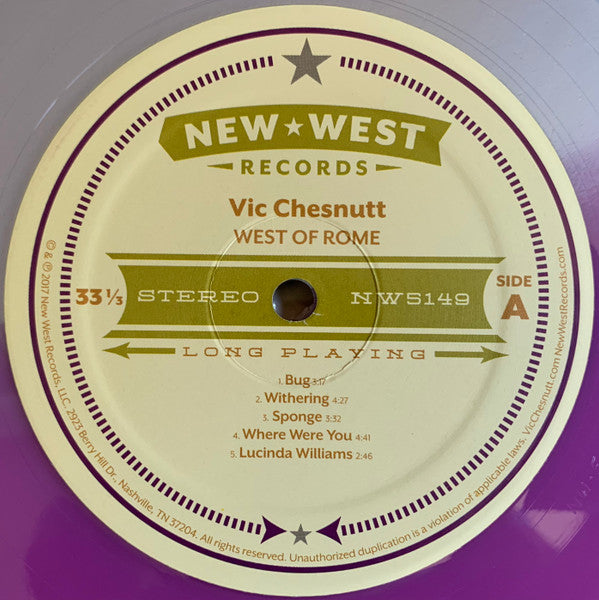 NEW★WEST
RECORDS
Vic Chesnutt
WEST OF ROME
33 ⅓
STEREO NW5149
SIDE
A
LONG PLAYING
1. Bug 3:17
2. Withering 4:27
3. Sponge 3:32
4. Where Were You 4:41
5. Lucinda Williams 2:46
© & ℗ 2017 New West Records, LLC. 2923 Berry Hill Dr., Nashville, TN 37204. All rights reserved. Unauthorized duplication is a violation of applicable laws. VicChesnutt.com NewWestRecords.com